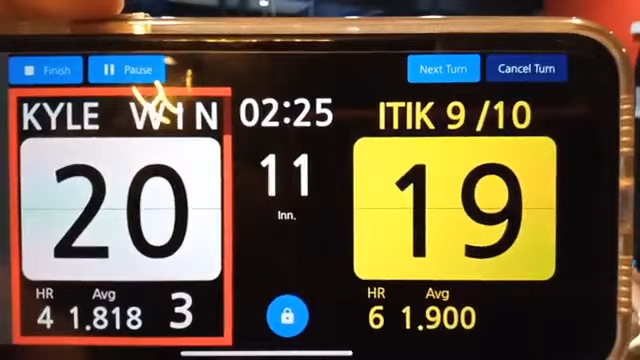 Finish
Pause
Next Turn
Cancel Turn
KYLE WIN
02:25
ITIK 9 /10
20
11
Inn.
19
HR
4
Avg
1.818
3
HR
6
Avg
1.900